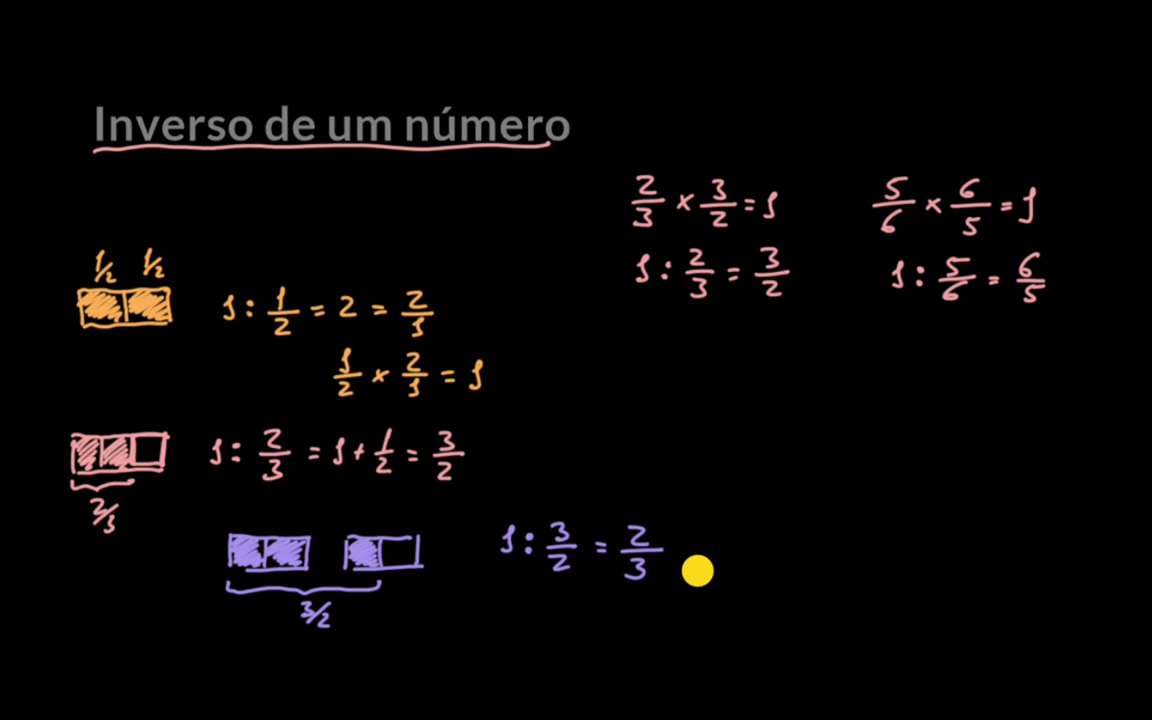 Inverso de um número
1/2 1/2
1 : 1/2 = 2 = 2/1
1/2 × 2/1 = 1
2/3
1 : 2/3 = 1 + 1/2 = 3/2
3/2
1 : 3/2 = 2/3
2/3 × 3/2 = 1
1 : 2/3 = 3/2
5/6 × 6/5 = 1
1 : 5/6 = 6/5